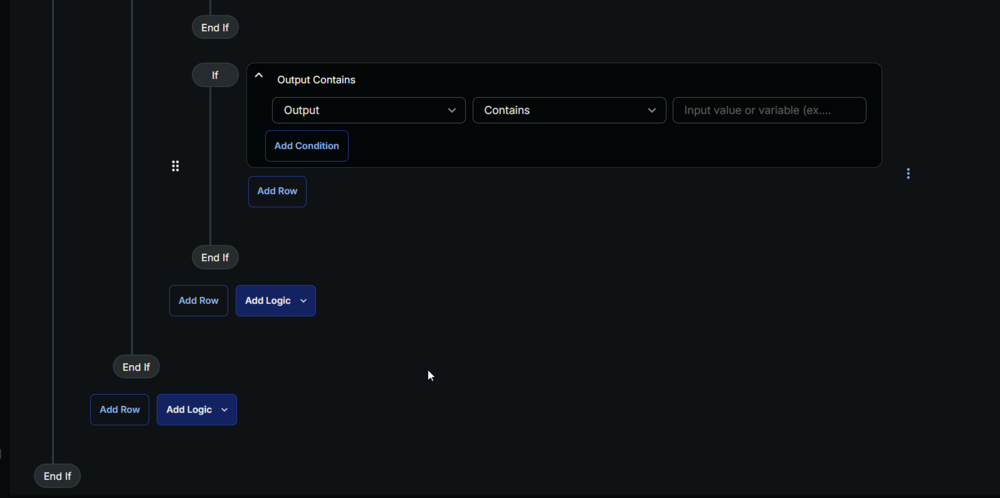 End If
If
Output Contains
Output Contains Input value or variable (ex....
Add Condition
Add Row
End If
Add Row Add Logic
End If
Add Row Add Logic
End If